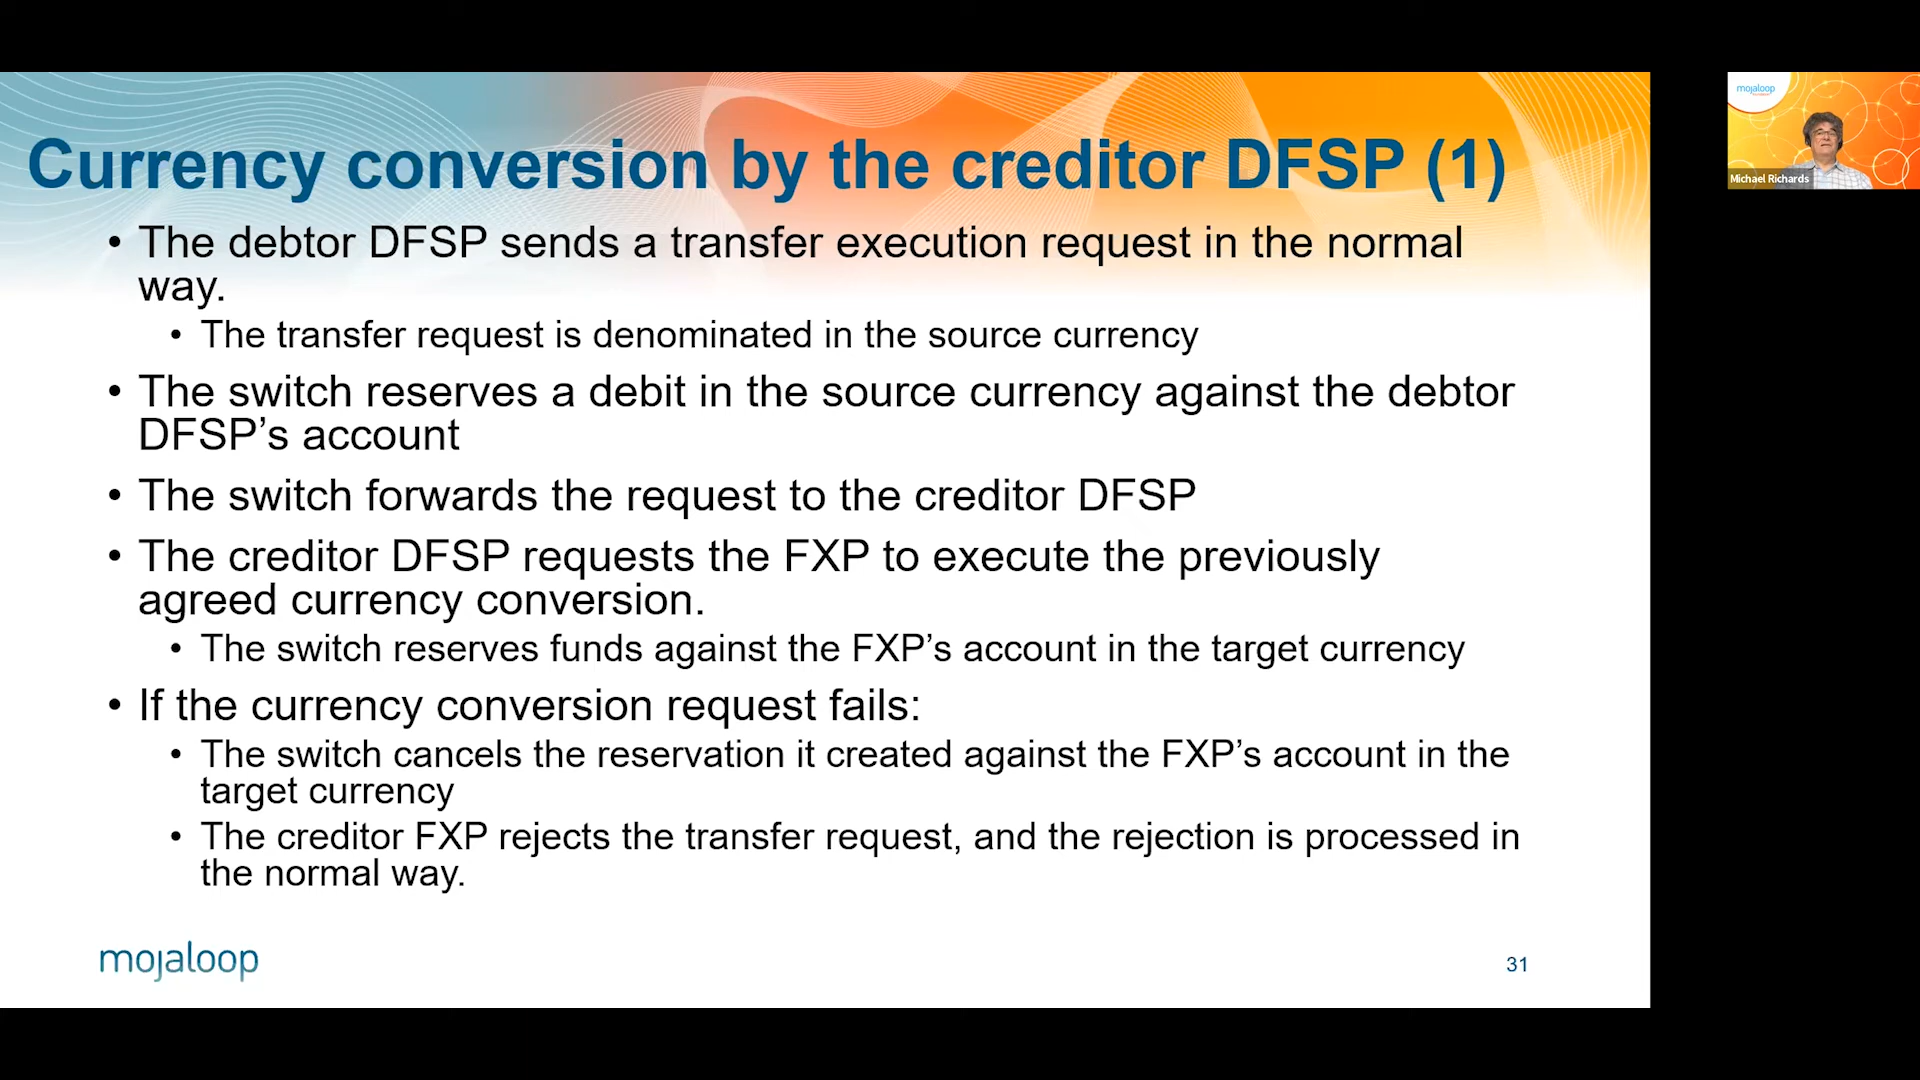 Currency conversion by the creditor DFSP (1)
• The debtor DFSP sends a transfer execution request in the normal
way.
• The transfer request is denominated in the source currency
• The switch reserves a debit in the source currency against the debtor
DFSP’s account
• The switch forwards the request to the creditor DFSP
• The creditor DFSP requests the FXP to execute the previously
agreed currency conversion.
• The switch reserves funds against the FXP’s account in the target currency
• If the currency conversion request fails:
• The switch cancels the reservation it created against the FXP’s account in the
target currency
• The creditor FXP rejects the transfer request, and the rejection is processed in
the normal way.
mojaloop
31
mojaloop
Michael Richards